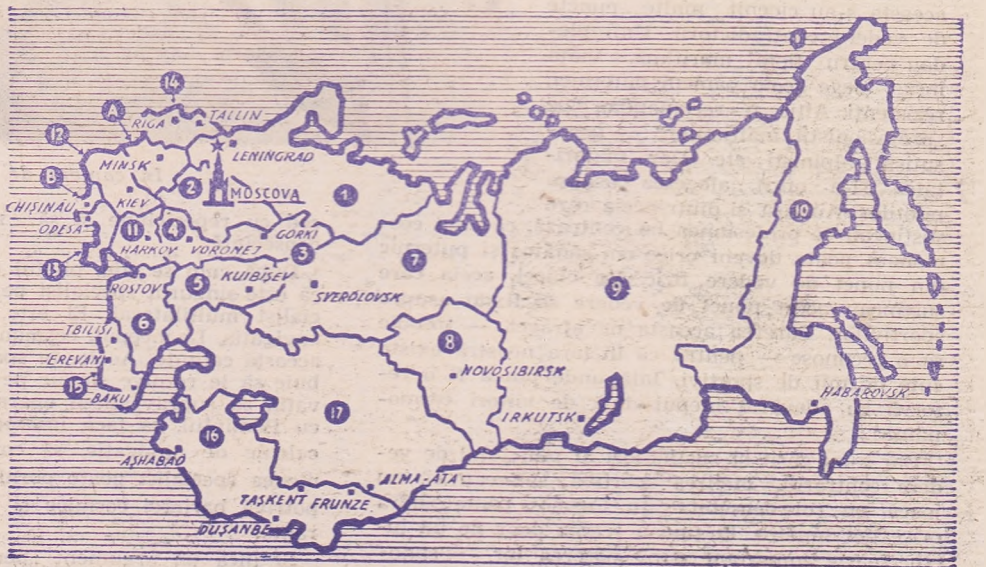 14
A
RIGA
TALLIN
12
MINSK
LENINGRAD
B
2
MOSCOVA
1
10
KIEV
CHIȘINĂU
ODESA
11
4
GORKI
HARKOV
VORONEJ
3
7
13
ROSTOV
5
KUIBÎȘEV
SVERDLOVSK
9
6
TBILISI
8
EREVAN
NOVOSIBIRSK
15
BAKU
HABAROVSK
17
IRKUTSK
16
AȘHABAD
ALMA-ATA
TAȘKENT
FRUNZE
DUȘANBE